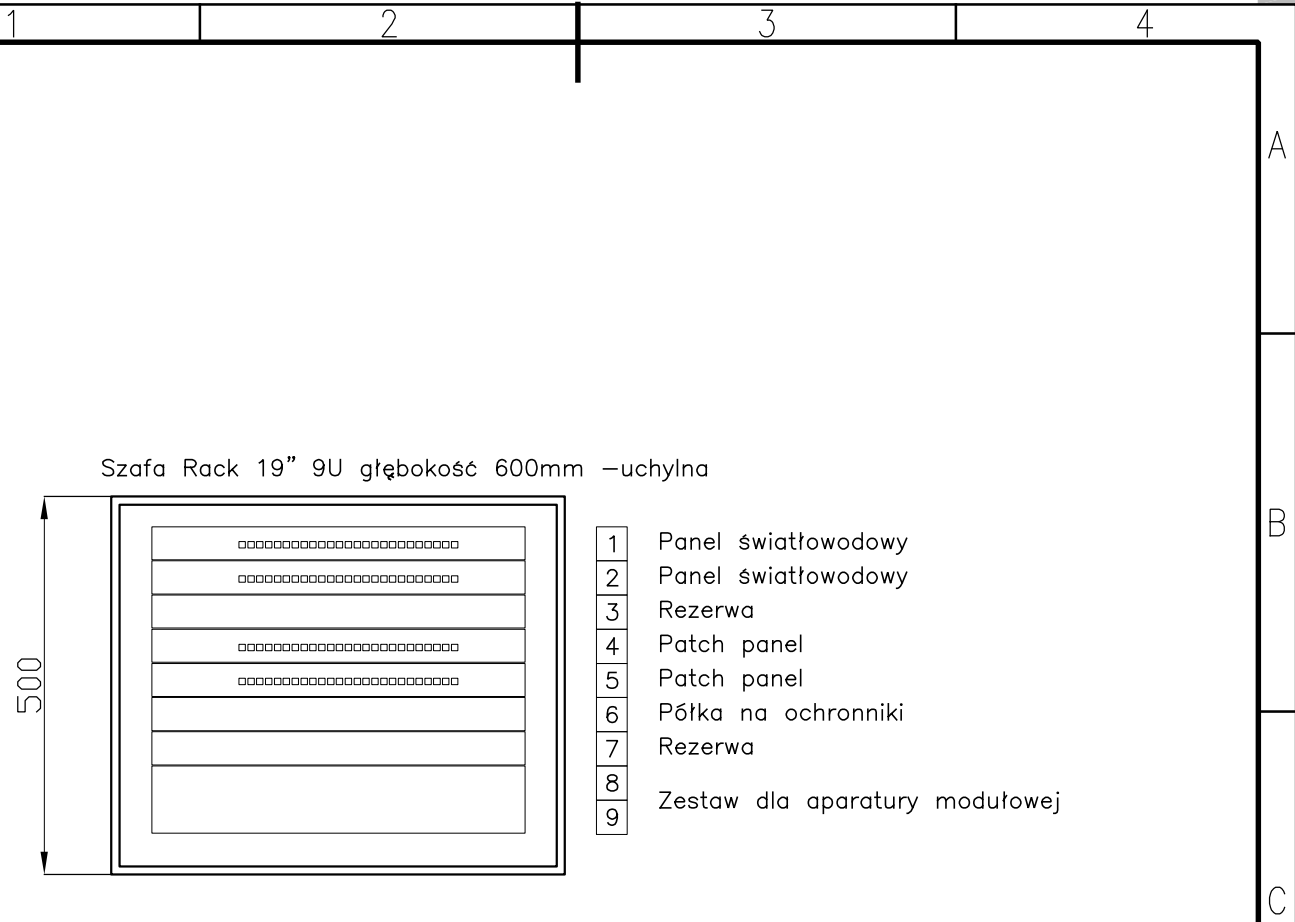 1 2 3 4
A
Szafa Rack 19” 9U głębokość 600mm –uchylna
B
1 Panel światłowodowy
2 Panel światłowodowy
3 Rezerwa
4 Patch panel
5 Patch panel
500
6 Półka na ochronniki
7 Rezerwa
8
Zestaw dla aparatury modułowej
9
C